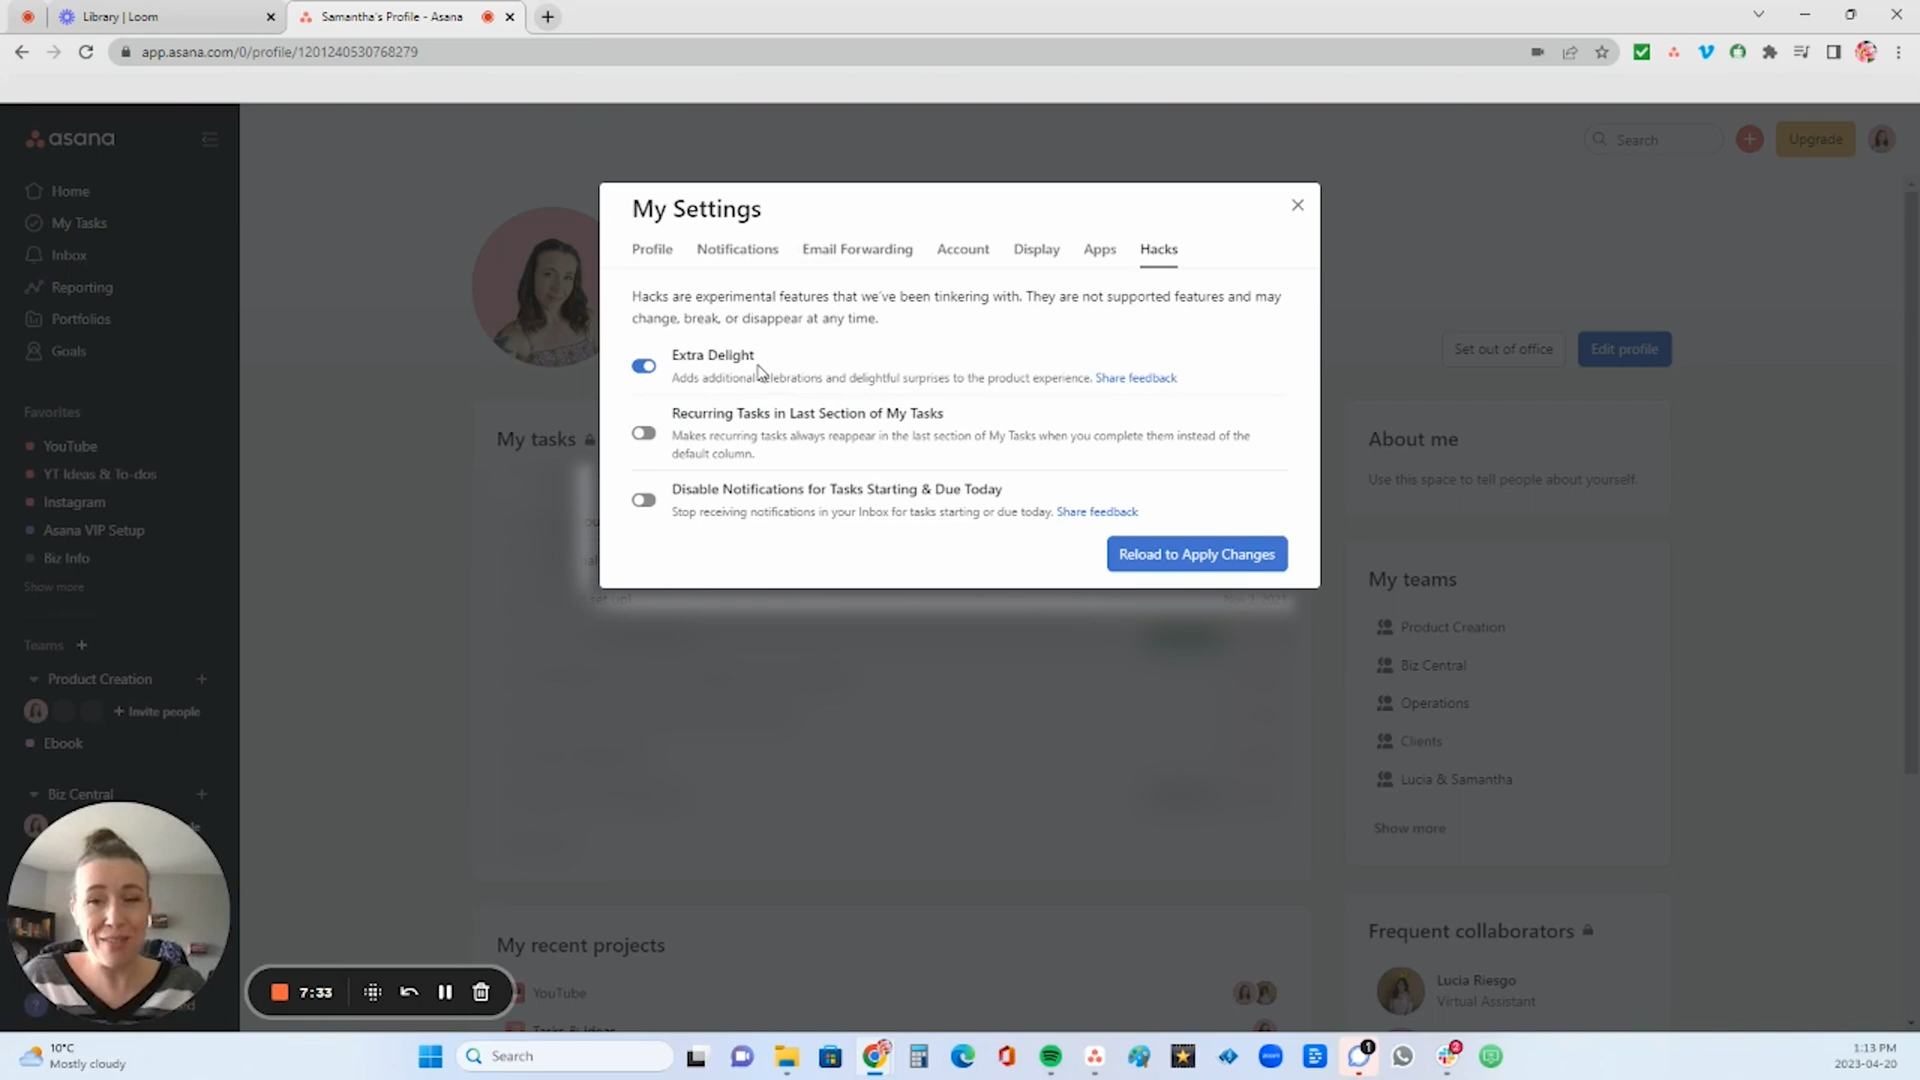 Library | Loom
Samantha's Profile - Asana
app.asana.com/0/profile/1201240530768279
asana
Search
Upgrade
Home
My Tasks
Inbox
Reporting
Portfolios
Goals
Favorites
YouTube
YT Ideas & To-dos
Instagram
Asana VIP Setup
Biz Info
Show more
Teams
Product Creation
Invite people
Ebook
Biz Central
My Settings
Profile
Notifications
Email Forwarding
Account
Display
Apps
Hacks
Hacks are experimental features that we've been tinkering with. They are not supported features and may
change, break, or disappear at any time.
Extra Delight
Adds additional celebrations and delightful surprises to the product experience. Share feedback
Recurring Tasks in Last Section of My Tasks
Makes recurring tasks always reappear in the last section of My Tasks when you complete them instead of the
default column.
Disable Notifications for Tasks Starting & Due Today
Stop receiving notifications in your Inbox for tasks starting or due today. Share feedback
Reload to Apply Changes
Set out of office
Edit profile
My tasks
set up!
Nov 3, 2021
About me
Use this space to tell people about yourself.
My teams
Product Creation
Biz Central
Operations
Clients
Lucia & Samantha
Show more
My recent projects
YouTube
Tasks & Ideas
Frequent collaborators
Lucia Riesgo
Virtual Assistant
7:33
10°C
Mostly cloudy
Search
zoom
1
2
1:13 PM
2023-04-20